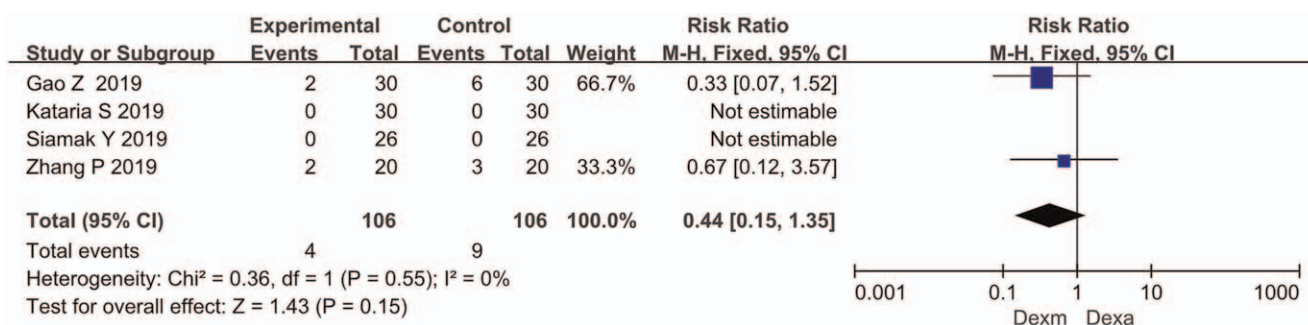 Experimental Control Risk Ratio Risk Ratio
Study or Subgroup Events Total Events Total Weight M-H, Fixed, 95% CI M-H, Fixed, 95% CI
Gao Z 2019 2 30 6 30 66.7% 0.33 [0.07, 1.52]
Kataria S 2019 0 30 0 30 Not estimable
Siamak Y 2019 0 26 0 26 Not estimable
Zhang P 2019 2 20 3 20 33.3% 0.67 [0.12, 3.57]
Total (95% CI) 106 106 100.0% 0.44 [0.15, 1.35]
Total events 4 9
Heterogeneity: Chi² = 0.36, df = 1 (P = 0.55); I² = 0%
Test for overall effect: Z = 1.43 (P = 0.15)
0.001 0.1 1 10 1000
Dexm Dexa